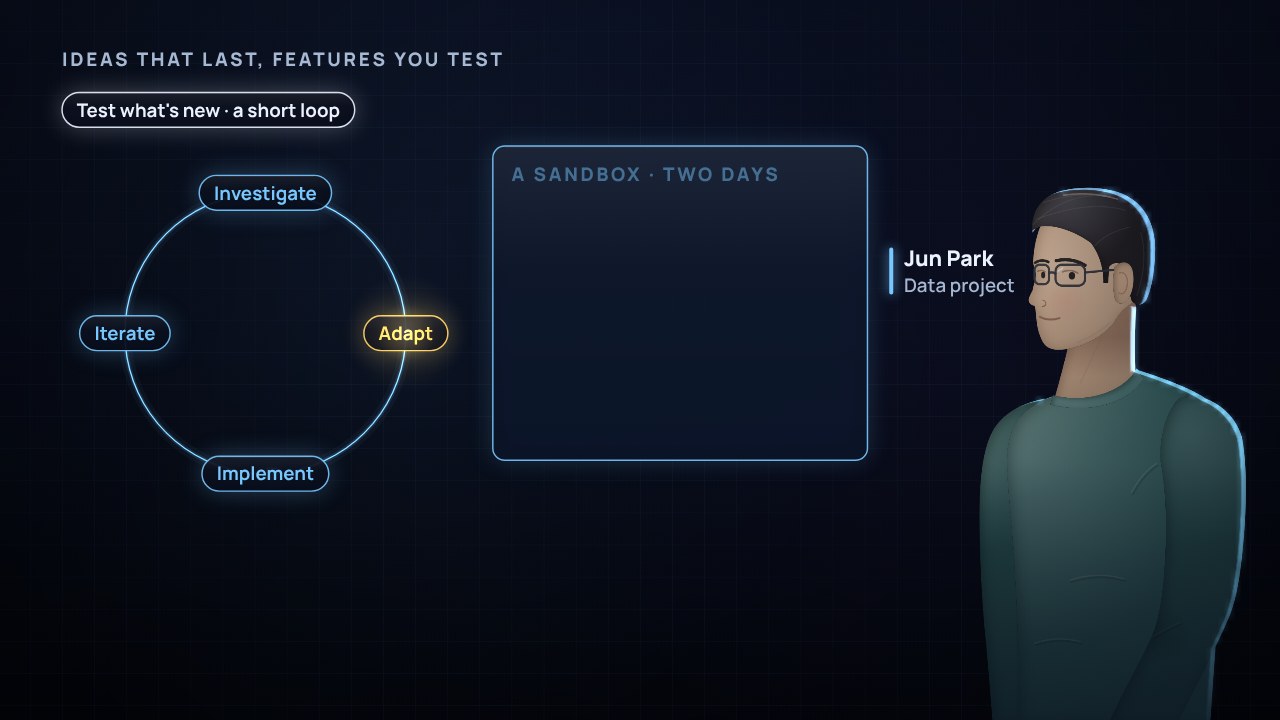 IDEAS THAT LAST, FEATURES YOU TEST
Test what's new · a short loop
Investigate
Iterate
Adapt
Implement
A SANDBOX · TWO DAYS
Jun Park
Data project